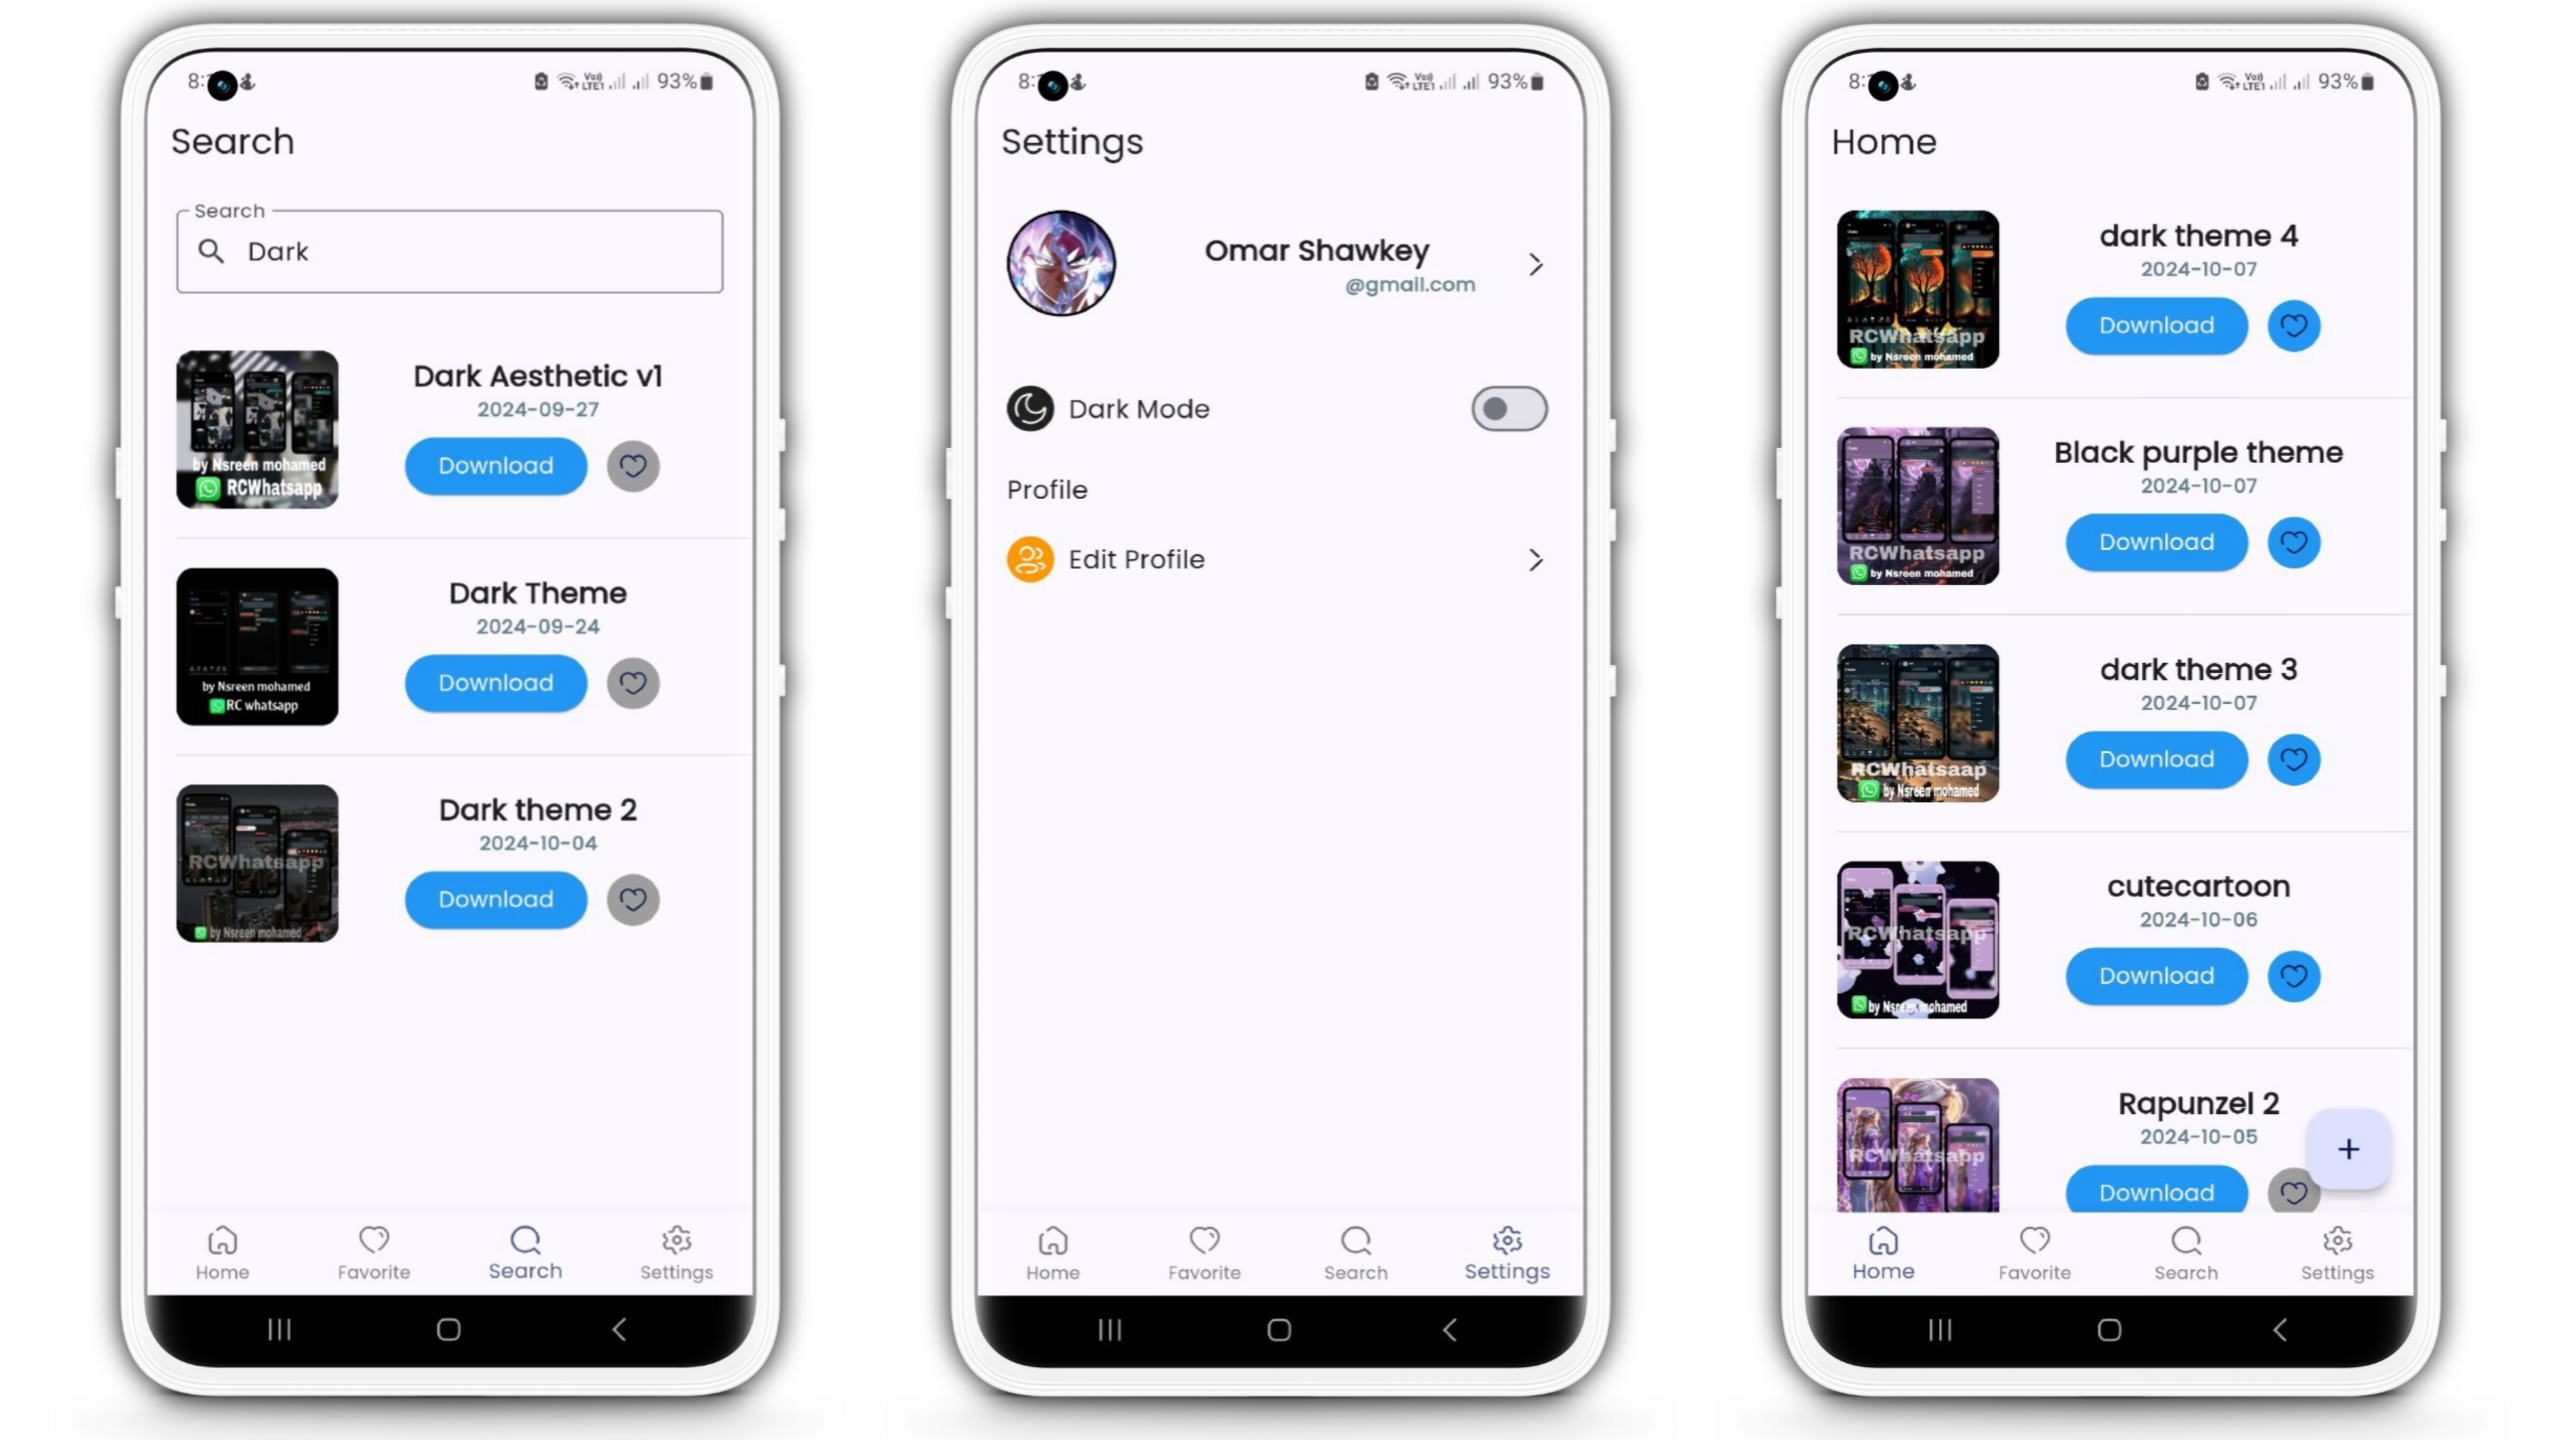 93%
Search
Search
Dark
Dark Aesthetic v1
2024-09-27
Download
by Nsreen mohamed
RCWhatsapp
Dark Theme
2024-09-24
Download
by Nsreen mohamed
RC whatsapp
Dark theme 2
2024-10-04
Download
RCWhatsapp
by Nsreen mohamed
Home
Favorite
Search
Settings
93%
Settings
Omar Shawkey
@gmail.com
Dark Mode
Profile
Edit Profile
Home
Favorite
Search
Settings
93%
Home
dark theme 4
2024-10-07
Download
RCWhatsapp
by Nsreen mohamed
Black purple theme
2024-10-07
Download
RCWhatsapp
by Nsreen mohamed
dark theme 3
2024-10-07
Download
RCWhatsaap
by Nsreen mohamed
cutecartoon
2024-10-06
Download
RCWhatsapp
by Nsreen mohamed
Rapunzel 2
2024-10-05
Download
RCWhatsapp
Home
Favorite
Search
Settings